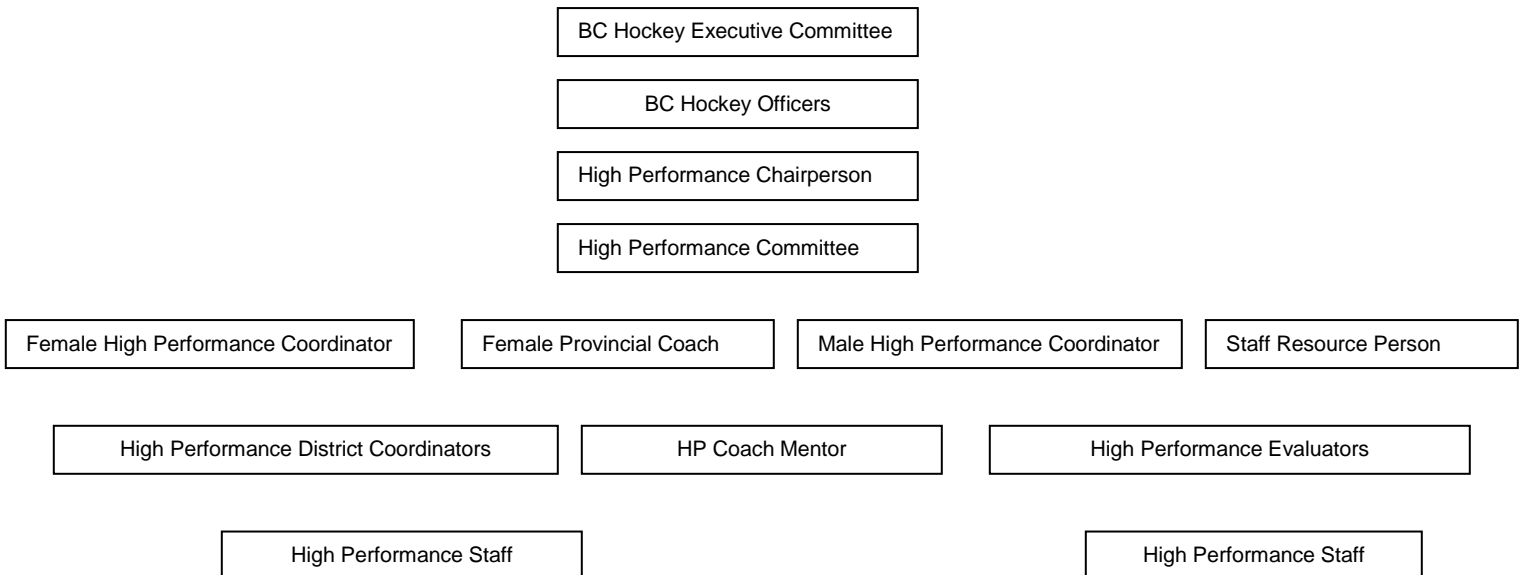 BC Hockey Executive Committee
BC Hockey Officers
High Performance Chairperson
High Performance Committee
Female High Performance Coordinator
Female Provincial Coach
Male High Performance Coordinator
Staff Resource Person
High Performance District Coordinators
HP Coach Mentor
High Performance Evaluators
High Performance Staff
High Performance Staff